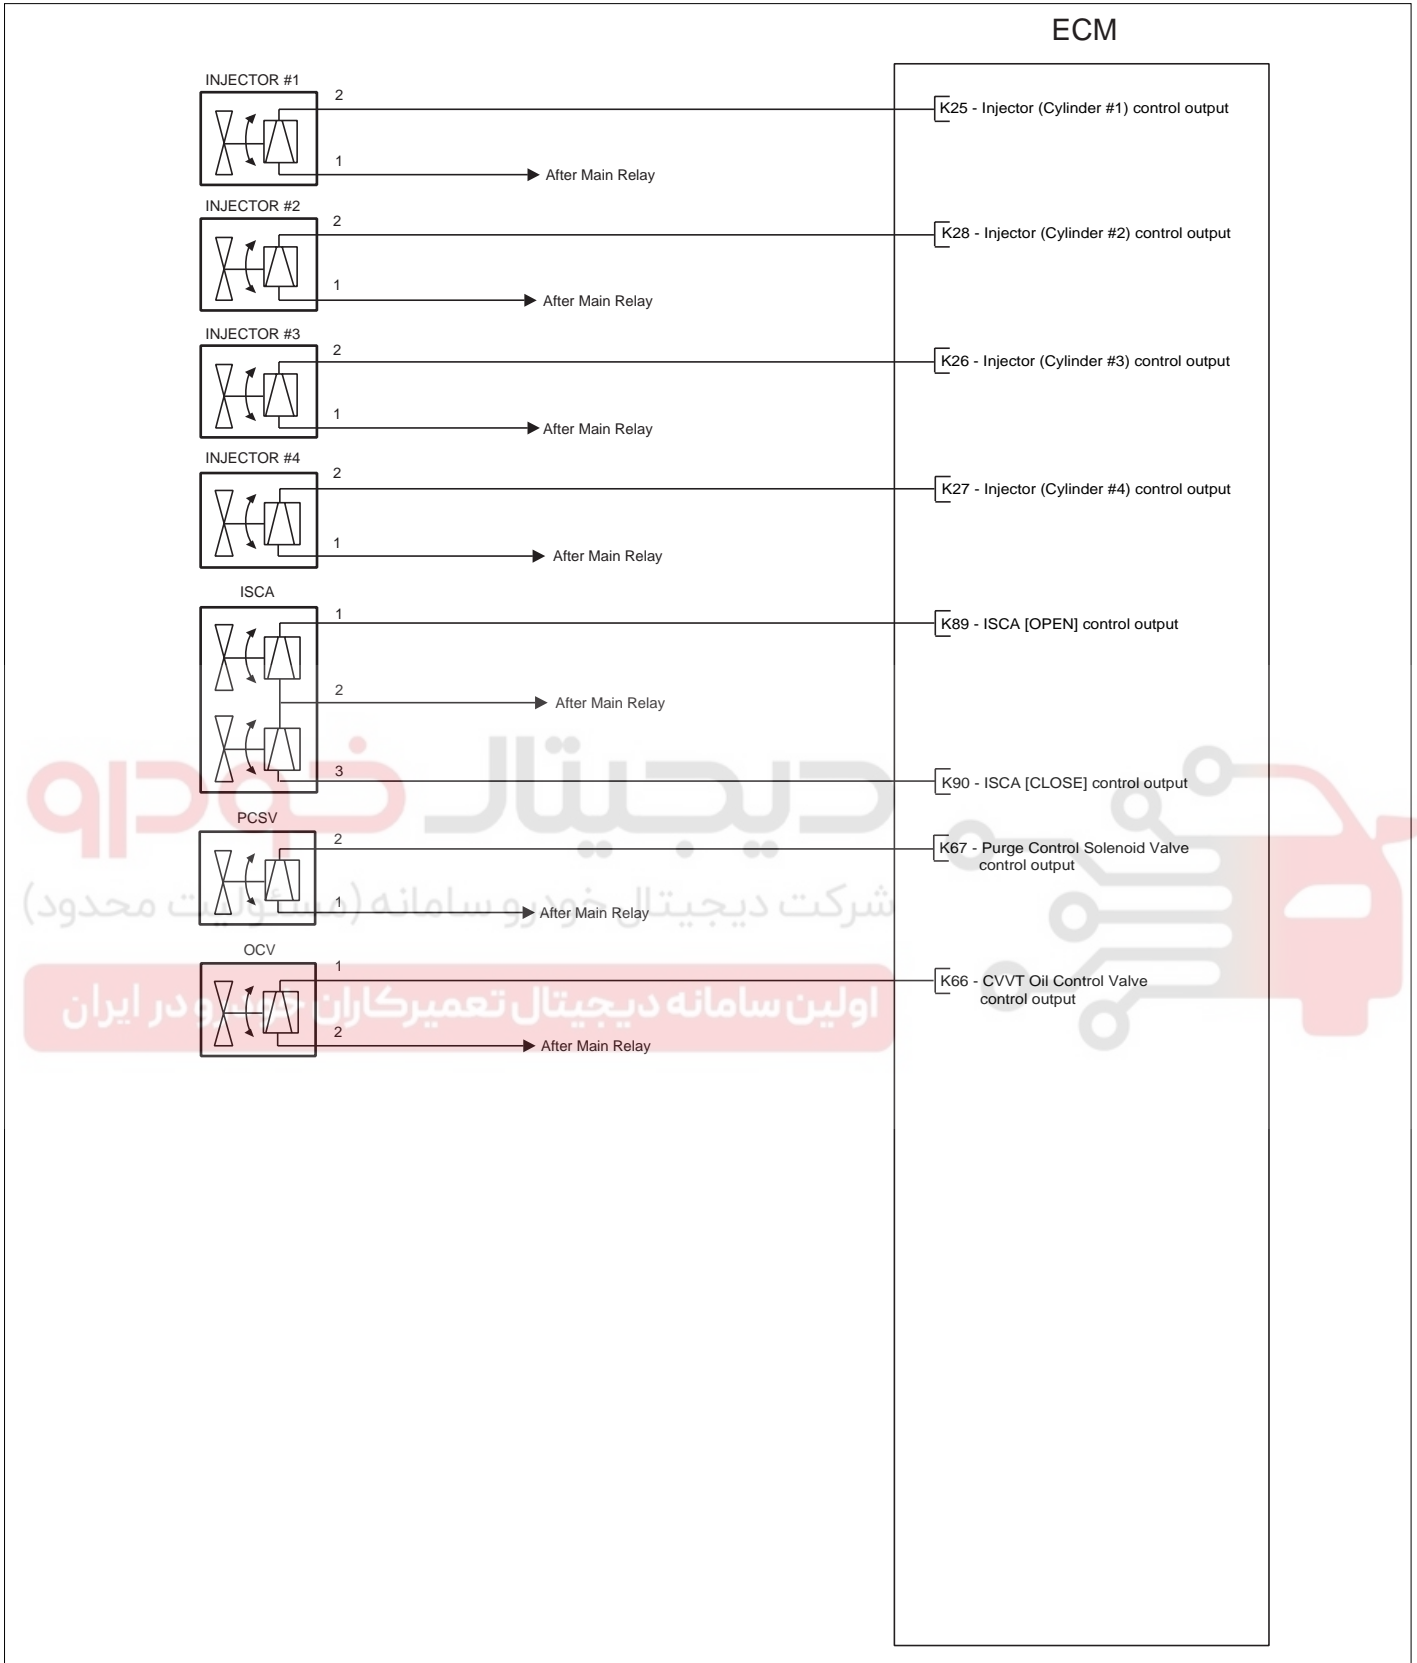 ECM
INJECTOR #1
2
K25 - Injector (Cylinder #1) control output
1
After Main Relay
INJECTOR #2
2
K28 - Injector (Cylinder #2) control output
1
After Main Relay
INJECTOR #3
2
K26 - Injector (Cylinder #3) control output
1
After Main Relay
INJECTOR #4
2
K27 - Injector (Cylinder #4) control output
1
After Main Relay
ISCA
1
K89 - ISCA [OPEN] control output
2
After Main Relay
3
K90 - ISCA [CLOSE] control output
دیجیتال خودرو
PCSV
2
K67 - Purge Control Solenoid Valve
control output
1
After Main Relay
شرکت دیجیتال خودرو سامانه (مسئولیت محدود)
OCV
1
K66 - CVVT Oil Control Valve
control output
2
After Main Relay
اولین سامانه دیجیتال تعمیرکاران خودرو در ایران